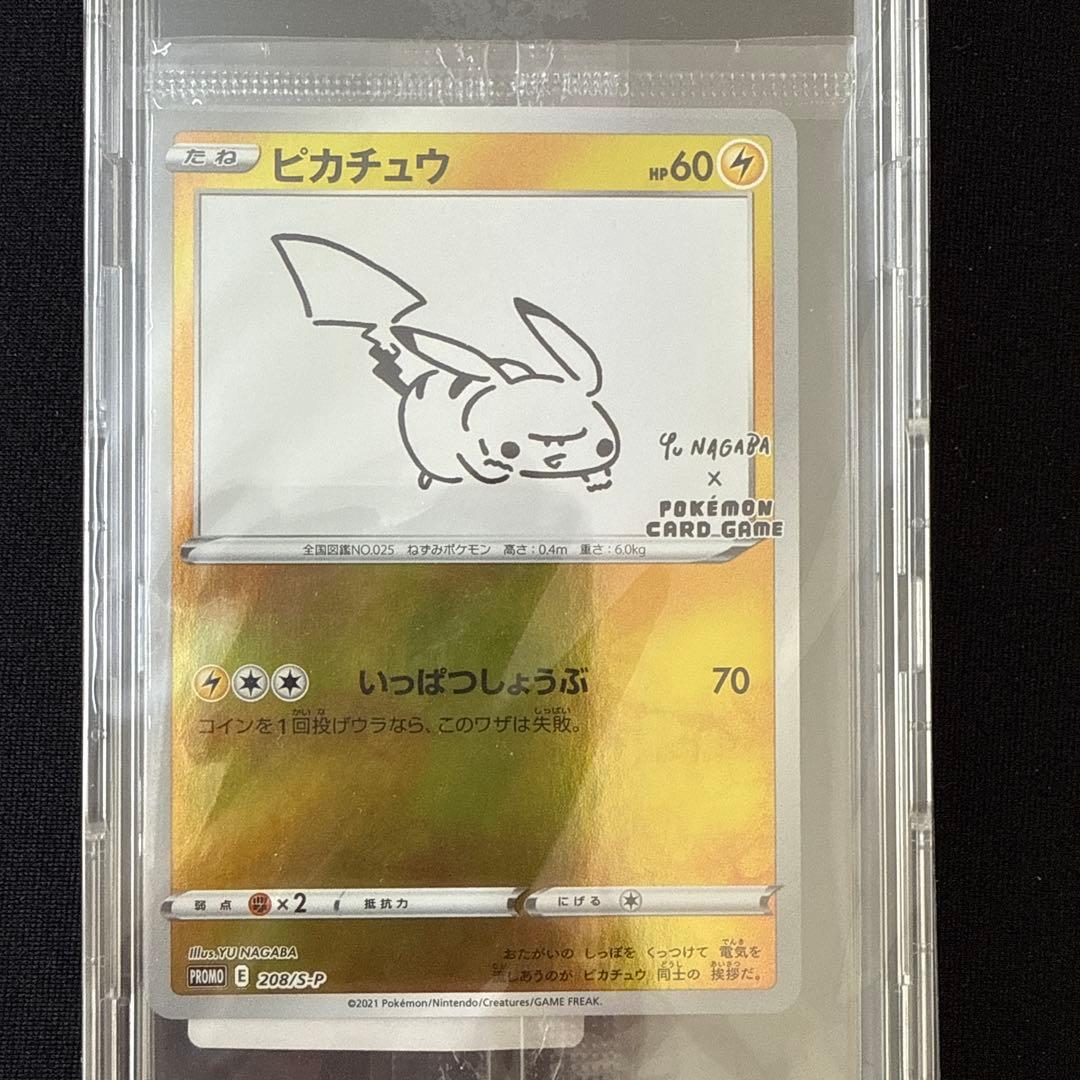 たね ピカチュウ HP60
YU NAGABA
×
POKÉMON
CARD GAME
全国図鑑NO.025 ねずみポケモン 高さ:0.4m 重さ:6.0kg
いっぱつしょうぶ 70
コインを1回投げウラなら、このワザは失敗。
弱点 ×2 抵抗力 にげる
Illus.YU NAGABA
おたがいの しっぽを くっつけて 電気を
しあうのが ピカチュウ 同士の 挨拶だ。
PROMO E 208/S-P
©2021 Pokémon/Nintendo/Creatures/GAME FREAK.